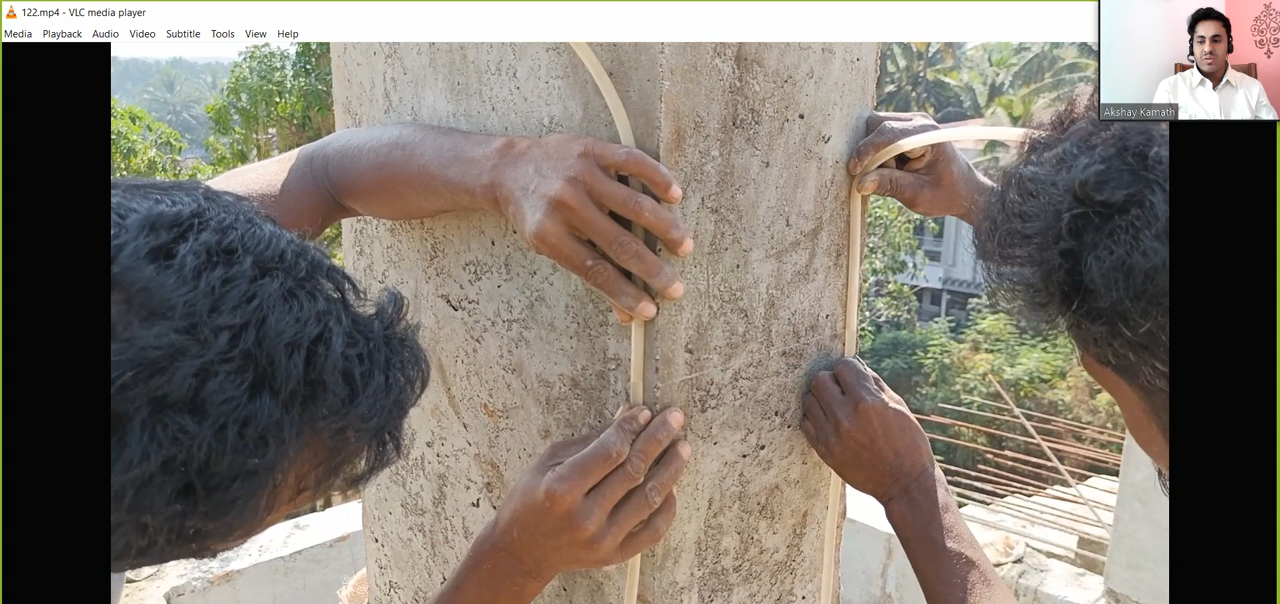 122.mp4 - VLC media player
Media Playback Audio Video Subtitle Tools View Help
Akshay Kamath